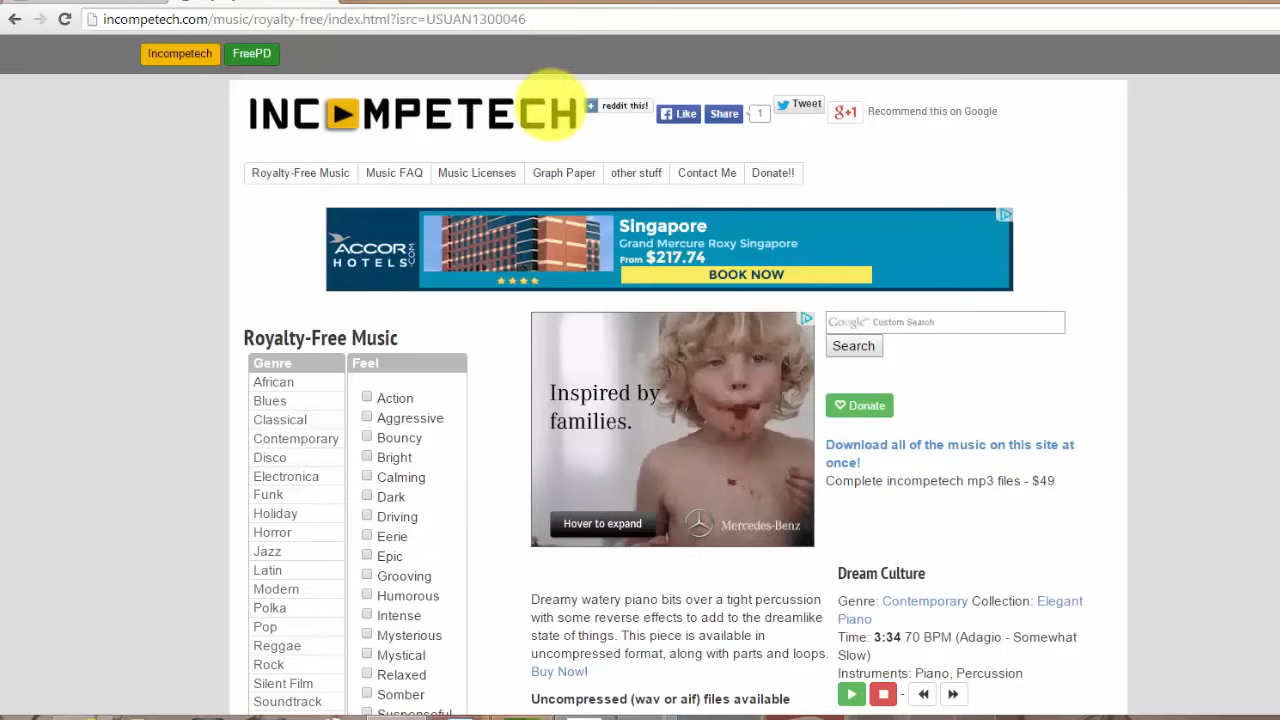 incompetech.com/music/royalty-free/index.html?isrc=USUAN1300046
Incompetech FreePD
INCOMPETECH
reddit this! Like Share 1 Tweet g+1 Recommend this on Google
Royalty-Free Music Music FAQ Music Licenses Graph Paper other stuff Contact Me Donate!!
ACCOR
HOTELS
.COM
Singapore
Grand Mercure Roxy Singapore
From $217.74
BOOK NOW
Royalty-Free Music
Genre
African
Blues
Classical
Contemporary
Disco
Electronica
Funk
Holiday
Horror
Jazz
Latin
Modern
Polka
Pop
Reggae
Rock
Silent Film
Soundtrack
Feel
Action
Aggressive
Bouncy
Bright
Calming
Dark
Driving
Eerie
Epic
Grooving
Humorous
Intense
Mysterious
Mystical
Relaxed
Somber
Suspenseful
Inspired by
families.
Hover to expand
Mercedes-Benz
Dreamy watery piano bits over a tight percussion
with some reverse effects to add to the dreamlike
state of things. This piece is available in
uncompressed format, along with parts and loops.
Buy Now!
Uncompressed (wav or aif) files available
Google™ Custom Search
Search
Donate
Download all of the music on this site at
once!
Complete incompetech mp3 files - $49
Dream Culture
Genre: Contemporary Collection: Elegant
Piano
Time: 3:34 70 BPM (Adagio - Somewhat
Slow)
Instruments: Piano, Percussion
-